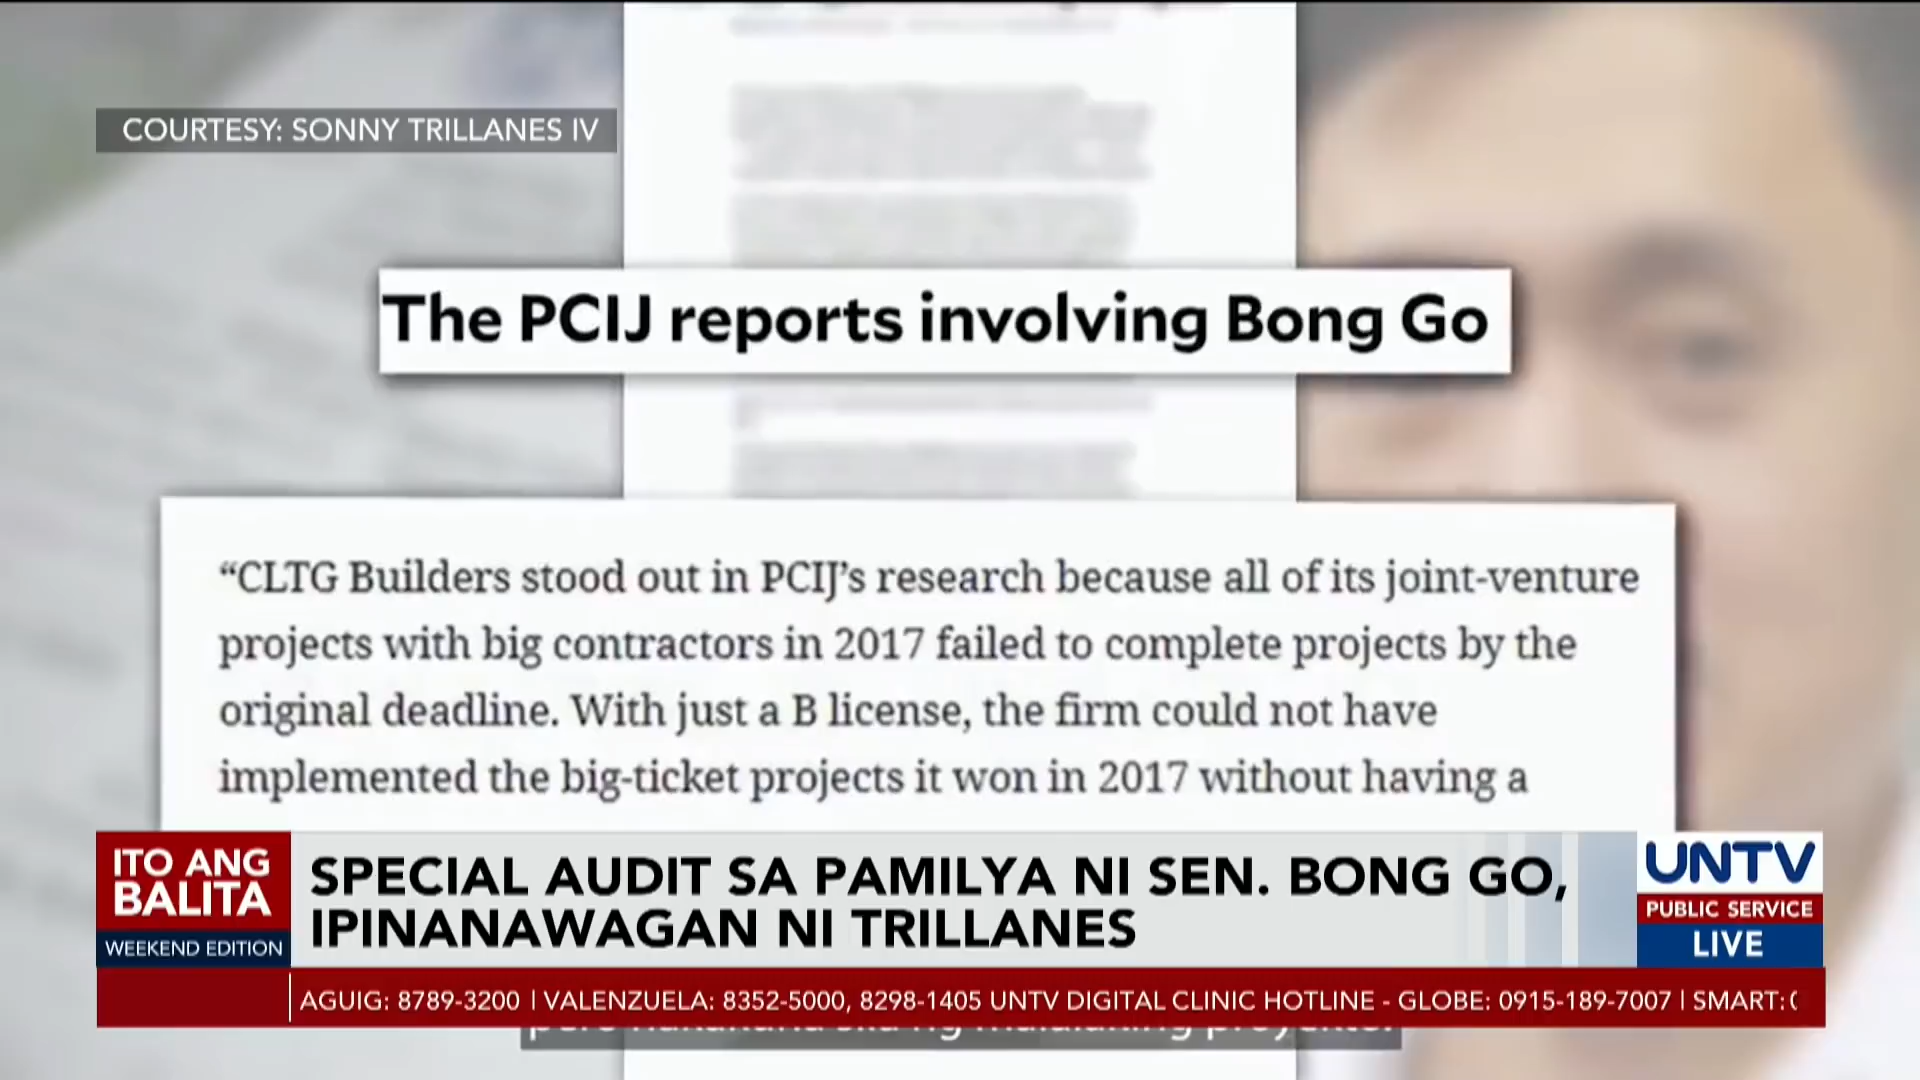 COURTESY: SONNY TRILLANES IV
The PCIJ reports involving Bong Go
“CLTG Builders stood out in PCIJ’s research because all of its joint-venture
projects with big contractors in 2017 failed to complete projects by the
original deadline. With just a B license, the firm could not have
implemented the big-ticket projects it won in 2017 without having a
ITO ANG
BALITA
WEEKEND EDITION
SPECIAL AUDIT SA PAMILYA NI SEN. BONG GO,
IPINANAWAGAN NI TRILLANES
UNTV
PUBLIC SERVICE
LIVE
AGUIG: 8789-3200 | VALENZUELA: 8352-5000, 8298-1405 UNTV DIGITAL CLINIC HOTLINE - GLOBE: 0915-189-7007 | SMART: